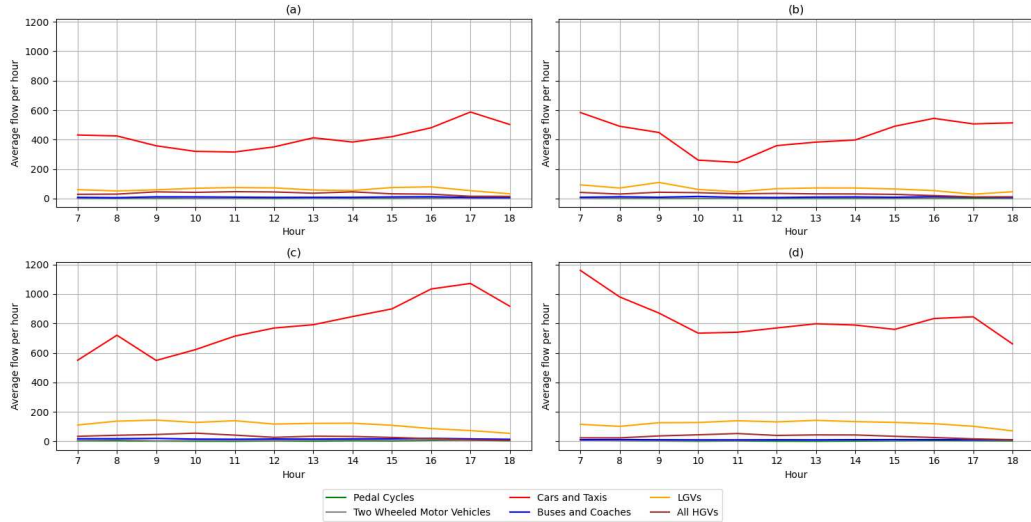 (a)
(b)
Average flow per hour
1200
1000
800
600
400
200
0
7 8 9 10 11 12 13 14 15 16 17 18
Hour
Average flow per hour
7 8 9 10 11 12 13 14 15 16 17 18
Hour
(c)
(d)
Average flow per hour
1200
1000
800
600
400
200
0
7 8 9 10 11 12 13 14 15 16 17 18
Hour
Average flow per hour
7 8 9 10 11 12 13 14 15 16 17 18
Hour
Pedal Cycles
Two Wheeled Motor Vehicles
Cars and Taxis
Buses and Coaches
LGVs
All HGVs